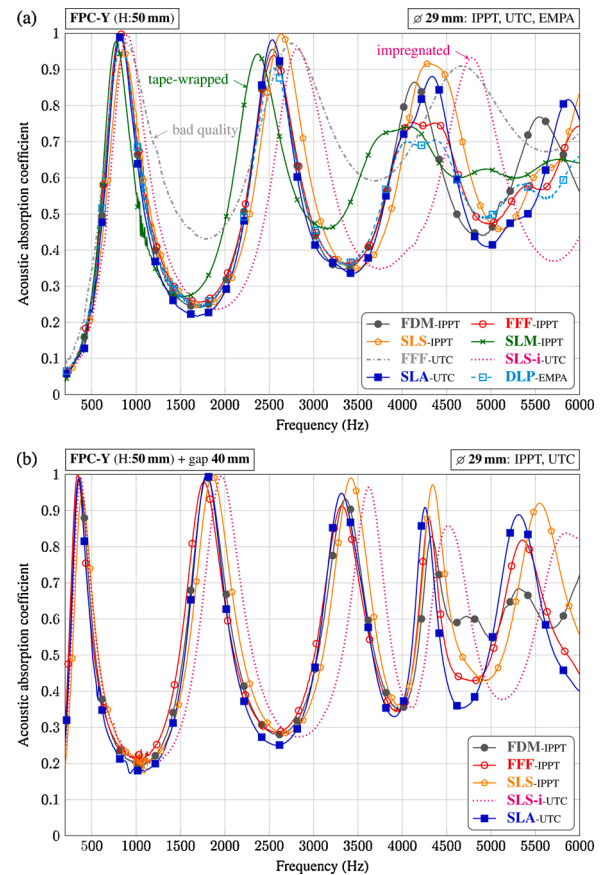 (a)
FPC-Y (H:50 mm)
⌀ 29 mm: IPPT, UTC, EMPA
1
0.9
0.8
0.7
0.6
0.5
0.4
0.3
0.2
0.1
0
Acoustic absorption coefficient
impregnated
tape-wrapped
bad quality
FDM-IPPT
FFF-IPPT
SLS-IPPT
SLM-IPPT
FFF-UTC
SLS-i-UTC
SLA-UTC
DLP-EMPA
500 1000 1500 2000 2500 3000 3500 4000 4500 5000 5500 6000
Frequency (Hz)
(b)
FPC-Y (H:50 mm) + gap 40 mm
⌀ 29 mm: IPPT, UTC
1
0.9
0.8
0.7
0.6
0.5
0.4
0.3
0.2
0.1
0
Acoustic absorption coefficient
FDM-IPPT
FFF-IPPT
SLS-IPPT
SLS-i-UTC
SLA-UTC
200 500 1000 1500 2000 2500 3000 3500 4000 4500 5000 5500 6000
Frequency (Hz)